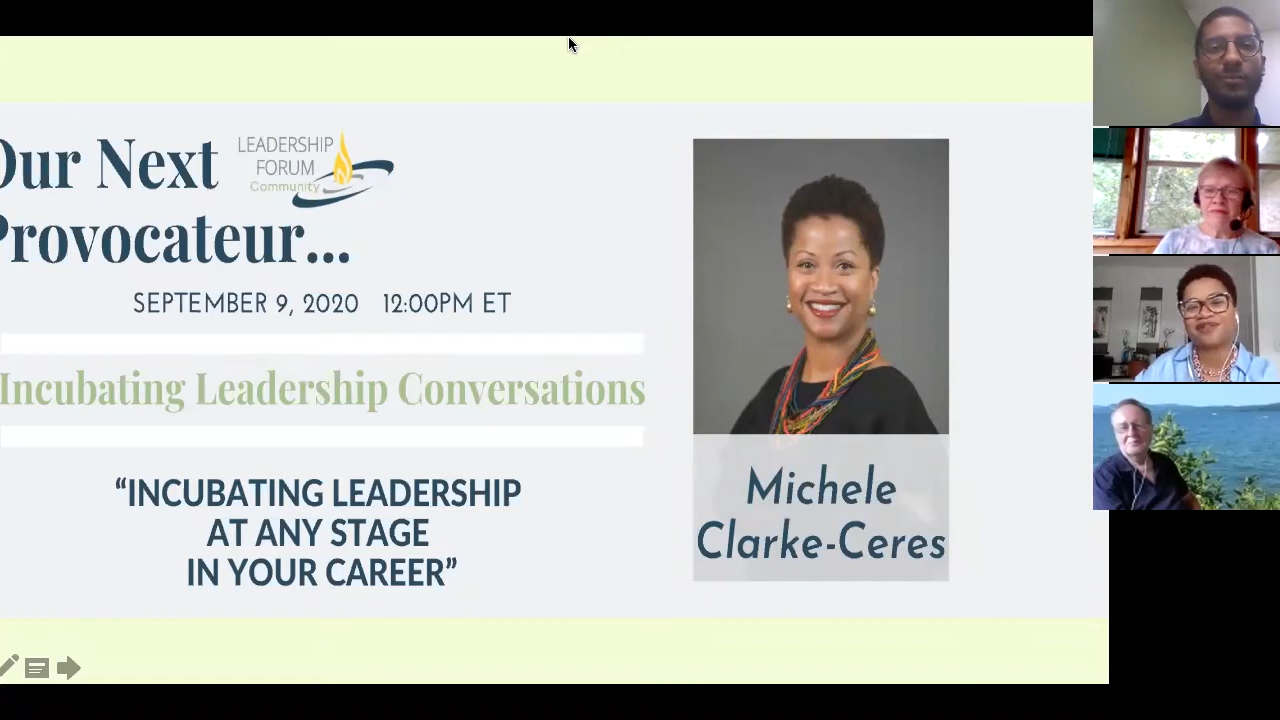 Our Next
Provocateur...
LEADERSHIP
FORUM
Community
SEPTEMBER 9, 2020 12:00PM ET
Incubating Leadership Conversations
“INCUBATING LEADERSHIP
AT ANY STAGE
IN YOUR CAREER”
Michele
Clarke-Ceres